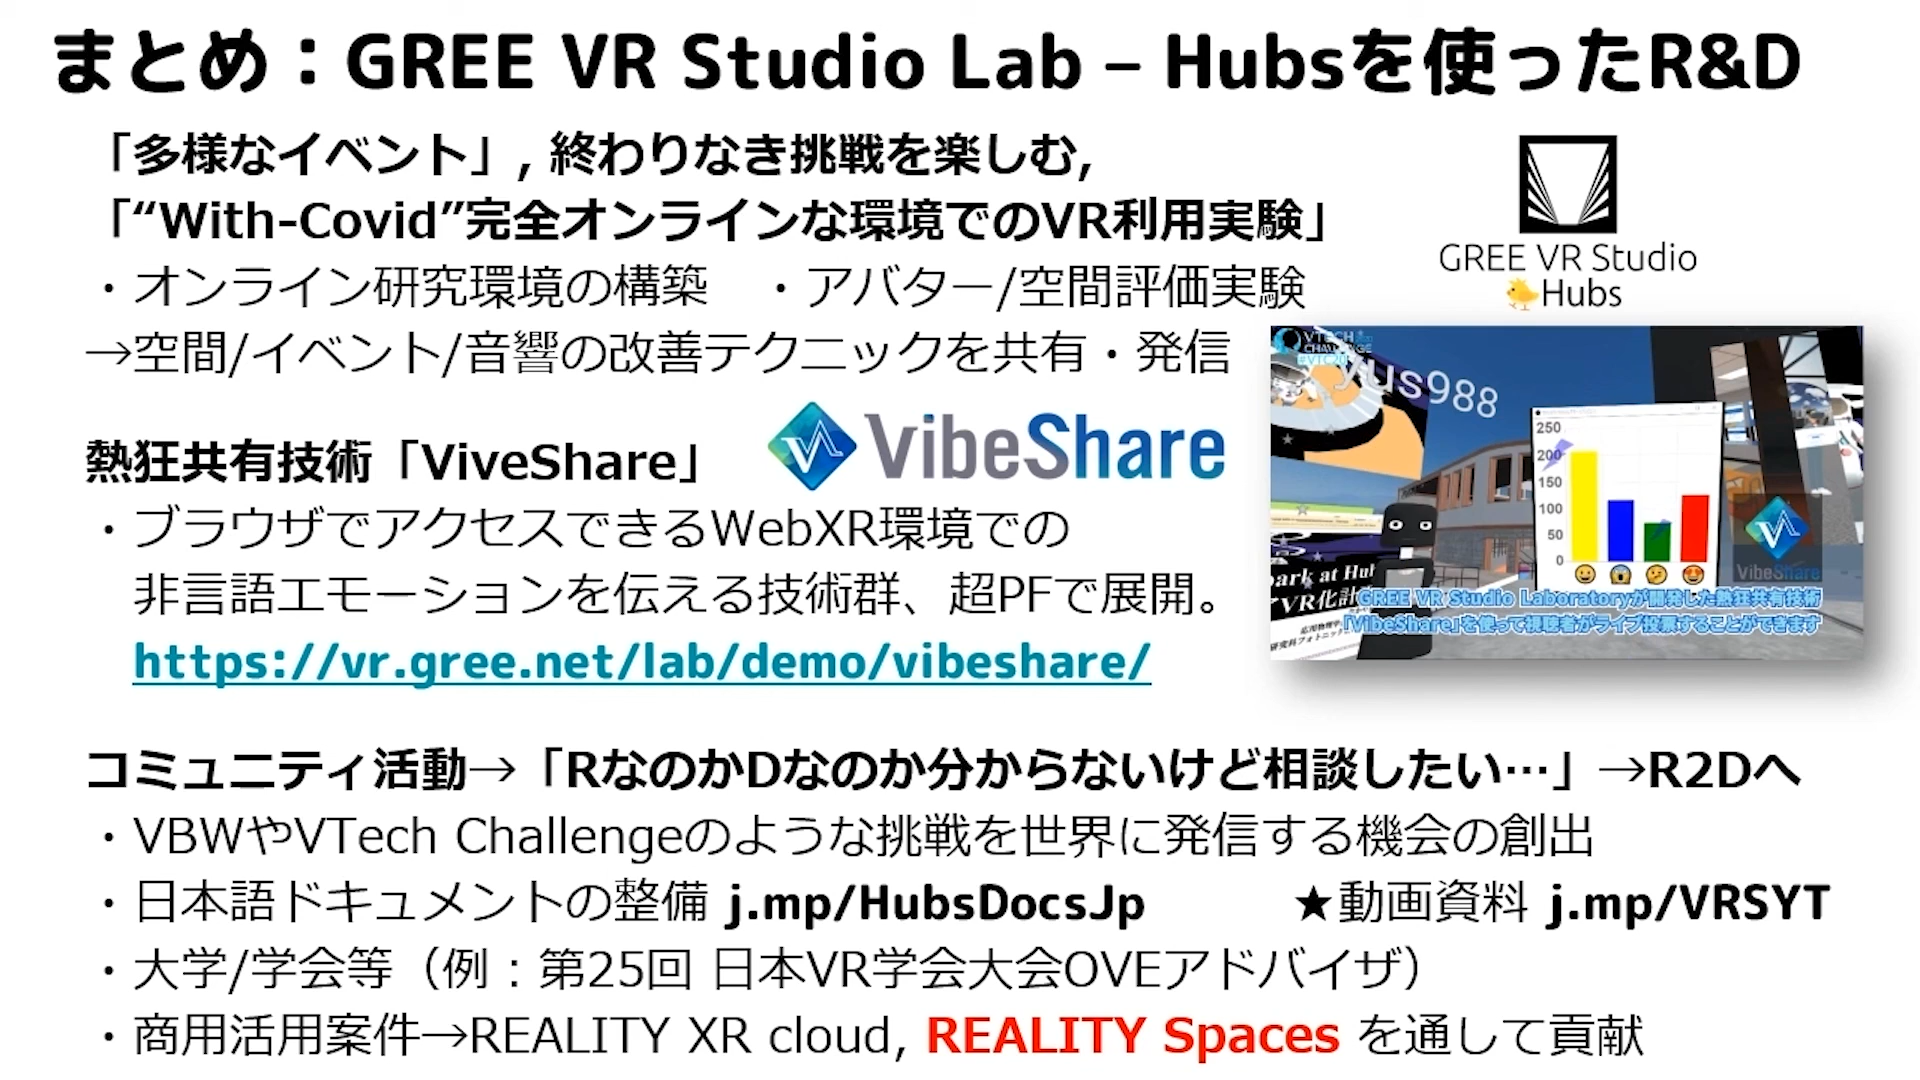 まとめ：GREE VR Studio Lab – Hubsを使ったR&D
「多様なイベント」, 終わりなき挑戦を楽しむ,
「“With-Covid”完全オンラインな環境でのVR利用実験」
・オンライン研究環境の構築　・アバター/空間評価実験
→空間/イベント/音響の改善テクニックを共有・発信
GREE VR Studio
Hubs
熱狂共有技術「ViveShare」
VibeShare
・ブラウザでアクセスできるWebXR環境での
非言語エモーションを伝える技術群、超PFで展開。
https://vr.gree.net/lab/demo/vibeshare/
VTECH
CHALLENGE
yus988
250
200
150
100
50
0
VibeShare
park at Hub
VR化計
GREE VR Studio Laboratoryが開発した熱狂共有技術
「VibeShare」を使って視聴者がライブ投票することができます
コミュニティ活動→「RなのかDなのか分からないけど相談したい…」→R2Dへ
・VBWやVTech Challengeのような挑戦を世界に発信する機会の創出
・日本語ドキュメントの整備 j.mp/HubsDocsJp　★動画資料 j.mp/VRSYT
・大学/学会等（例：第25回 日本VR学会大会OVEアドバイザ）
・商用活用案件→REALITY XR cloud, REALITY Spaces を通して貢献